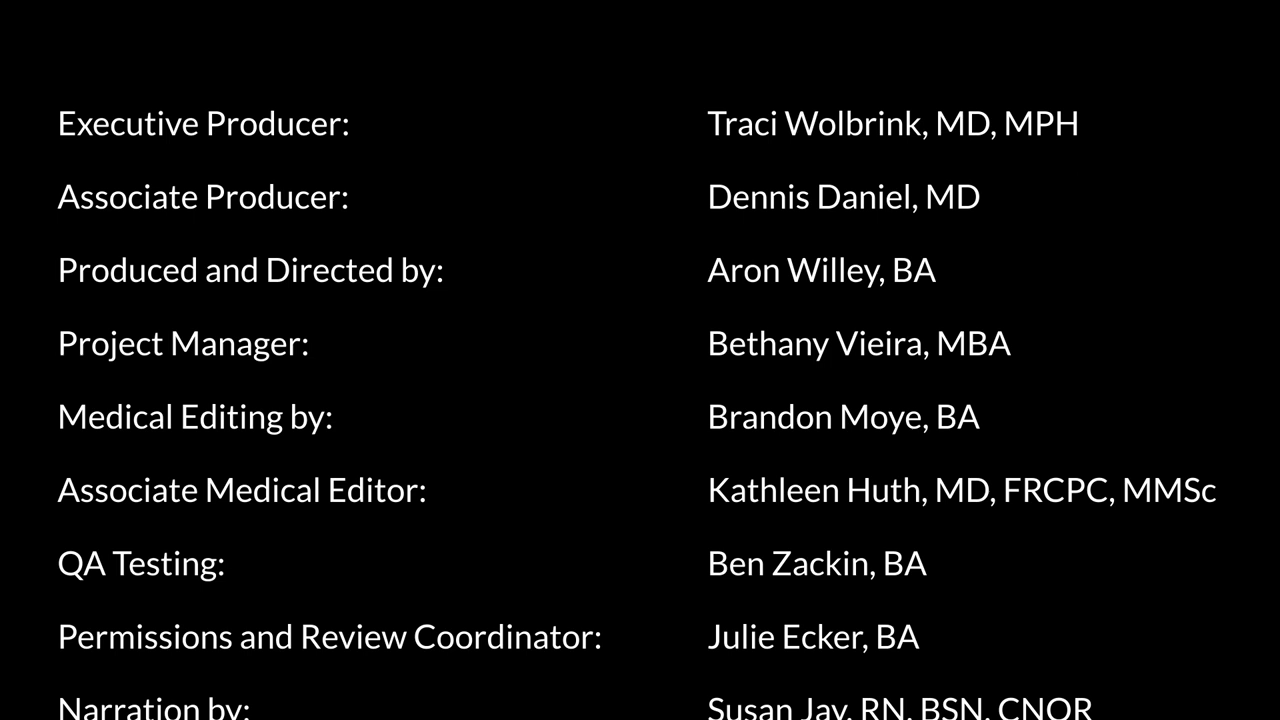 Executive Producer: Traci Wolbrink, MD, MPH
Associate Producer: Dennis Daniel, MD
Produced and Directed by: Aron Willey, BA
Project Manager: Bethany Vieira, MBA
Medical Editing by: Brandon Moye, BA
Associate Medical Editor: Kathleen Huth, MD, FRCPC, MMSc
QA Testing: Ben Zackin, BA
Permissions and Review Coordinator: Julie Ecker, BA
Narration by: Susan Jay, RN, BSN, CNOR